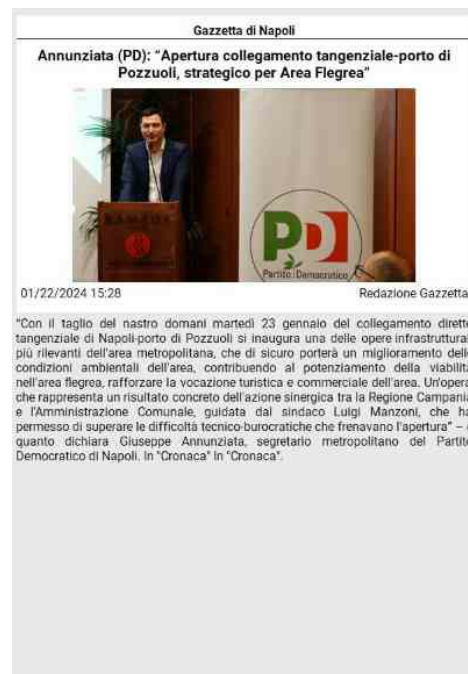 Gazzetta di Napoli
Annunziata (PD): "Apertura collegamento tangenziale-porto di
Pozzuoli, strategico per Area Flegrea"
RAMADA
PD
Partito Democratico
01/22/2024 15:28
Redazione Gazzetta
"Con il taglio del nastro domani martedì 23 gennaio del collegamento dirett
tangenziale di Napoli-porto di Pozzuoli si inaugura una delle opere infrastruttural
più rilevanti dell'area metropolitana, che di sicuro porterà un miglioramento dell
condizioni ambientali dell'area, contribuendo al potenziamento della viabilità
nell'area flegrea, rafforzare la vocazione turistica e commerciale dell'area. Un'opera
che rappresenta un risultato concreto dell'azione sinergica tra la Regione Campania
e l'Amministrazione Comunale, guidata dal sindaco Luigi Manzoni, che ha
permesso di superare le difficoltà tecnico-burocratiche che frenavano l'apertura" –
quanto dichiara Giuseppe Annunziata, segretario metropolitano del Partito
Democratico di Napoli. In "Cronaca" In "Cronaca".